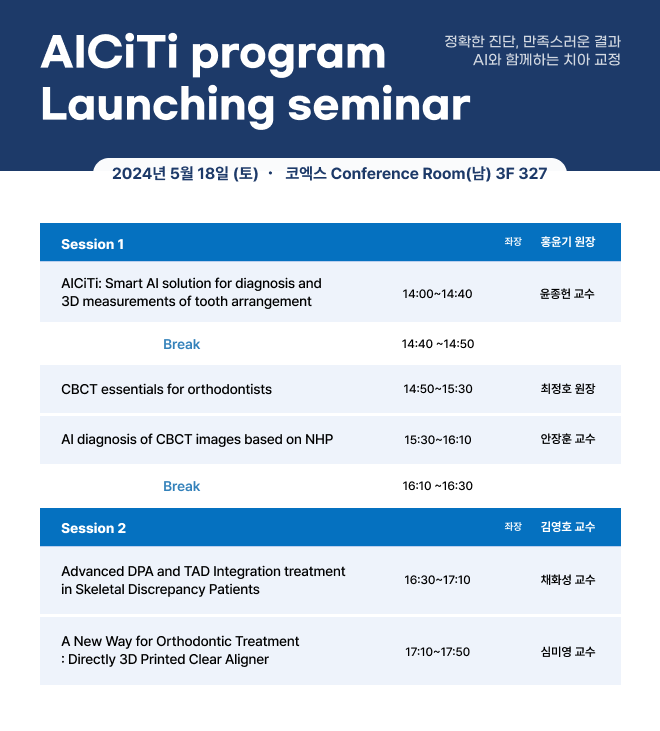 AICiTi program
Launching seminar
정확한 진단, 만족스러운 결과
AI와 함께하는 치아 교정
2024년 5월 18일 (토) · 코엑스 Conference Room(남) 3F 327
Session 1 좌장 홍윤기 원장
AICiTi: Smart AI solution for diagnosis and
3D measurements of tooth arrangement
14:00~14:40 윤종헌 교수
Break 14:40 ~14:50
CBCT essentials for orthodontists 14:50~15:30 최정호 원장
AI diagnosis of CBCT images based on NHP 15:30~16:10 안장훈 교수
Break 16:10 ~16:30
Session 2 좌장 김영호 교수
Advanced DPA and TAD Integration treatment
in Skeletal Discrepancy Patients
16:30~17:10 채화성 교수
A New Way for Orthodontic Treatment
: Directly 3D Printed Clear Aligner
17:10~17:50 심미영 교수